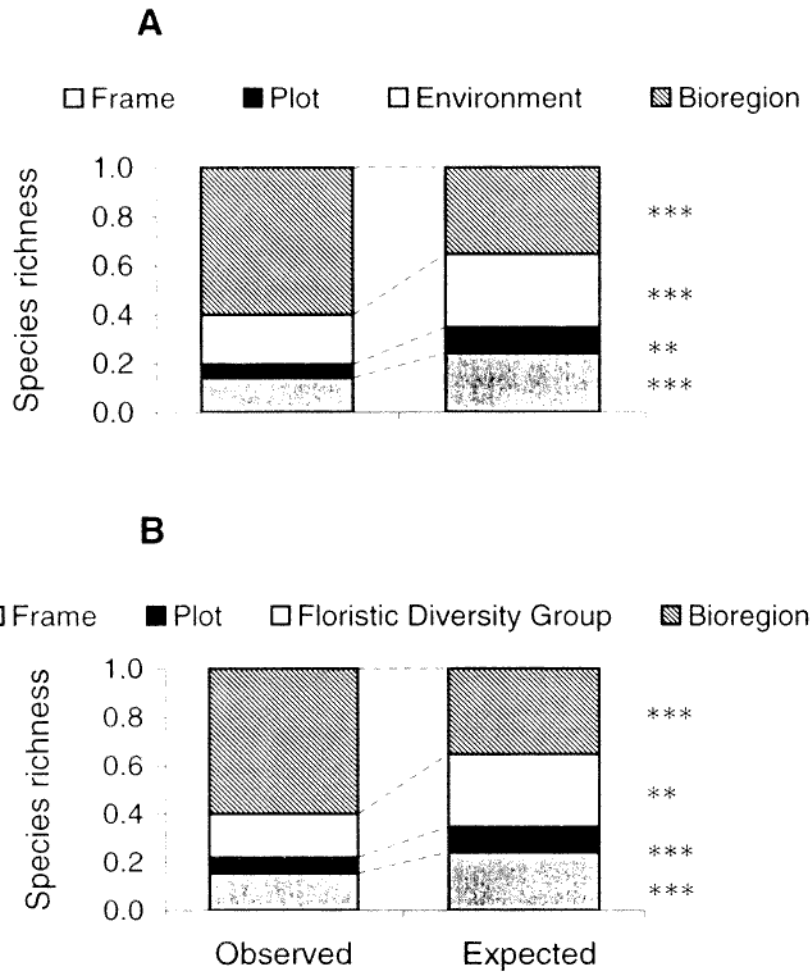 A
Frame Plot Environment Bioregion
Species richness
1.0
0.8
0.6
0.4
0.2
0.0
***
***
**
***
B
Frame Plot Floristic Diversity Group Bioregion
Species richness
1.0
0.8
0.6
0.4
0.2
0.0
***
**
***
***
Observed Expected